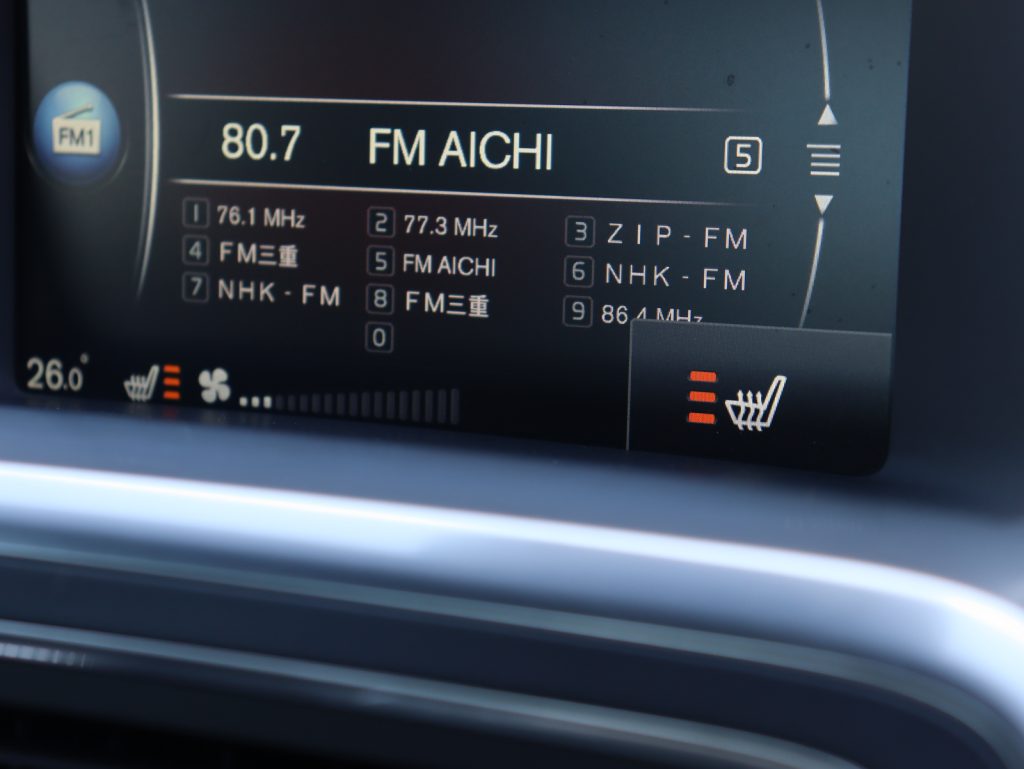 FM1
80.7 FM AICHI 5
1 76.1 MHz 2 77.3 MHz 3 ZIP-FM
4 FM三重 5 FM AICHI 6 NHK-FM
7 NHK-FM 8 FM三重 9 86.4 MHz
0
26.0°